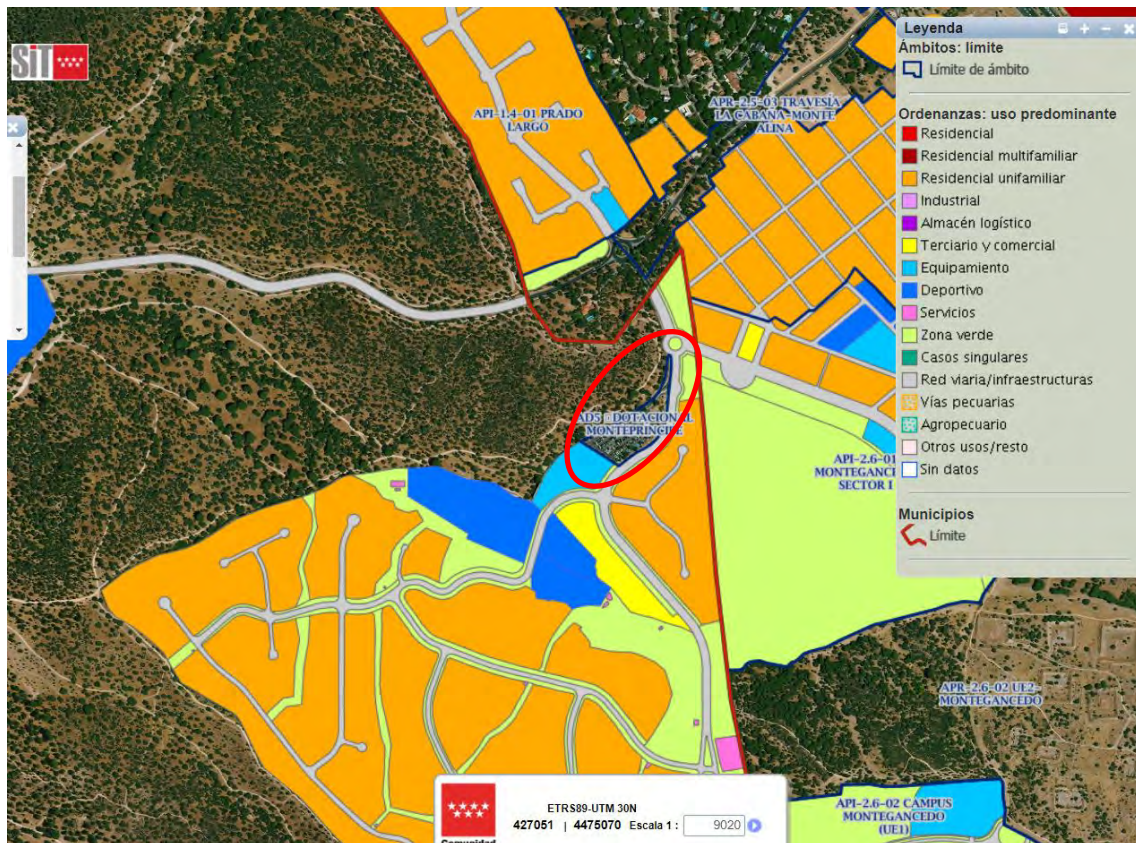 SiT
API-1.4-01 PRADO
LARGO
APR-2.5-03 TRAVESÍA
LA CABAÑA-MONTE
ALINA
AD5 - DOTACIONAL
MONTEPRINCIPE
API-2.6-01
SECTOR I
APR-2.6-02 UE2-
MONTEGANCEDO
API-2.6-02 CAMPUS
MONTEGANCEDO
(UE1)
Leyenda
Ámbitos: limite
Límite de ámbito
Ordenanzas: uso predominante
Residencial
Residencial multifamiliar
Residencial unifamiliar
Industrial
Almacén logístico
Terciario y comercial
Equipamiento
Deportivo
Servicios
Zona verde
Casos singulares
Red viaria/infraestructuras
Vías pecuarias
Agropecuario
Otros usos/resto
Sin datos
Municipios
Límite
ETRS89-UTM 30N
427051 | 4475070 Escala 1 : 9020
Comunidad